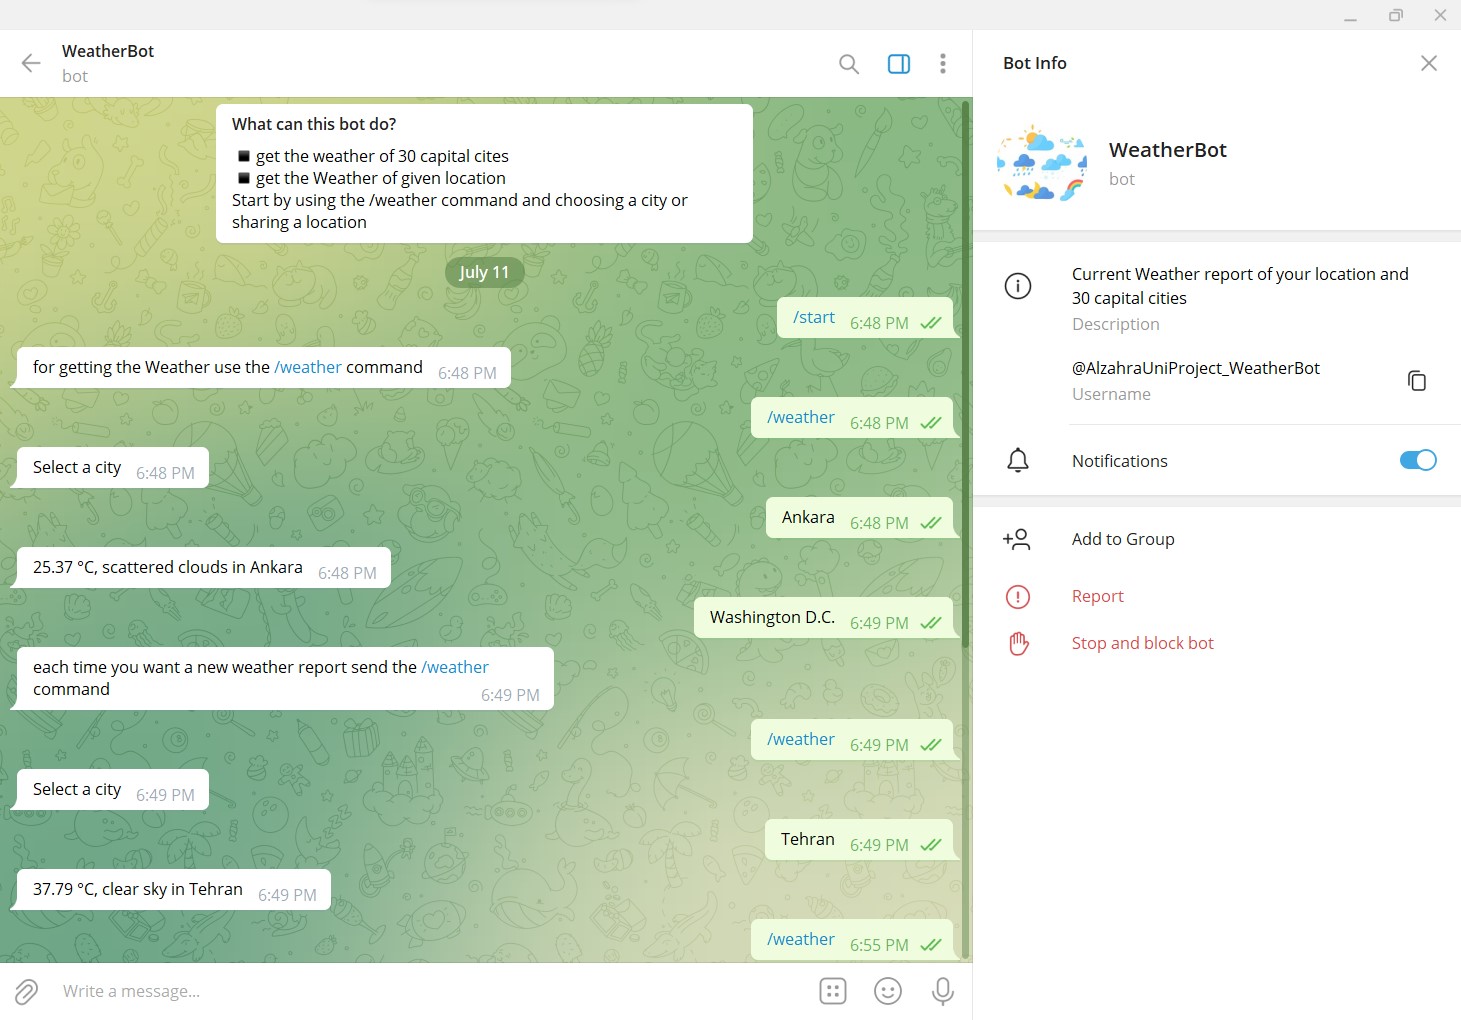 WeatherBot
bot
What can this bot do?
◾ get the weather of 30 capital cites
◾ get the Weather of given location
Start by using the /weather command and choosing a city or
sharing a location
July 11
/start 6:48 PM
for getting the Weather use the /weather command 6:48 PM
/weather 6:48 PM
Select a city 6:48 PM
Ankara 6:48 PM
25.37 °C, scattered clouds in Ankara 6:48 PM
Washington D.C. 6:49 PM
each time you want a new weather report send the /weather
command 6:49 PM
/weather 6:49 PM
Select a city 6:49 PM
Tehran 6:49 PM
37.79 °C, clear sky in Tehran 6:49 PM
/weather 6:55 PM
Write a message...
Bot Info
WeatherBot
bot
Current Weather report of your location and
30 capital cities
Description
@AlzahraUniProject_WeatherBot
Username
Notifications
Add to Group
Report
Stop and block bot